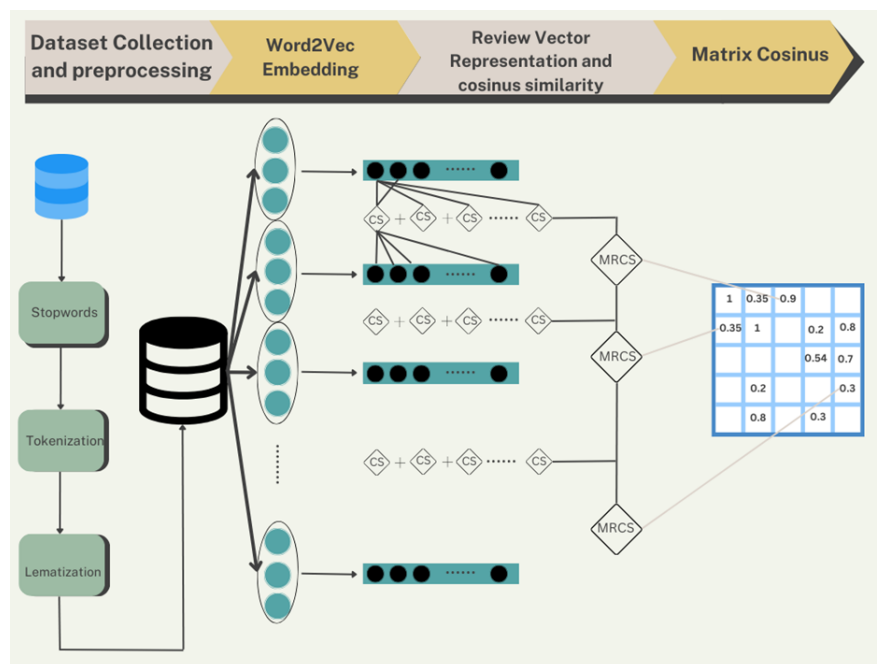 Dataset Collection
and preprocessing
Word2Vec
Embedding
Review Vector
Representation and
cosinus similarity
Matrix Cosinus
Stopwords
Tokenization
Lematization
CS + CS + CS ...... CS
MRCS
CS + CS + CS ...... CS
MRCS
CS + CS + CS ...... CS
MRCS
1 0.35 0.9
0.35 1 0.2 0.8
0.54 0.7
0.2 0.3
0.8 0.3